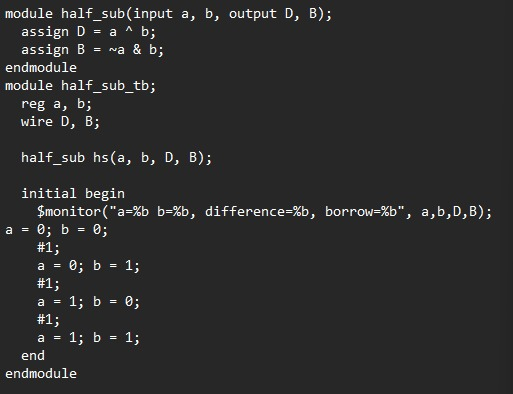 module half_sub(input a, b, output D, B);
  assign D = a ^ b;
  assign B = ~a & b;
endmodule
module half_sub_tb;
  reg a, b;
  wire D, B;

  half_sub hs(a, b, D, B);

  initial begin
    $monitor("a=%b b=%b, difference=%b, borrow=%b", a,b,D,B);
a = 0; b = 0;
    #1;
    a = 0; b = 1;
    #1;
    a = 1; b = 0;
    #1;
    a = 1; b = 1;
  end
endmodule